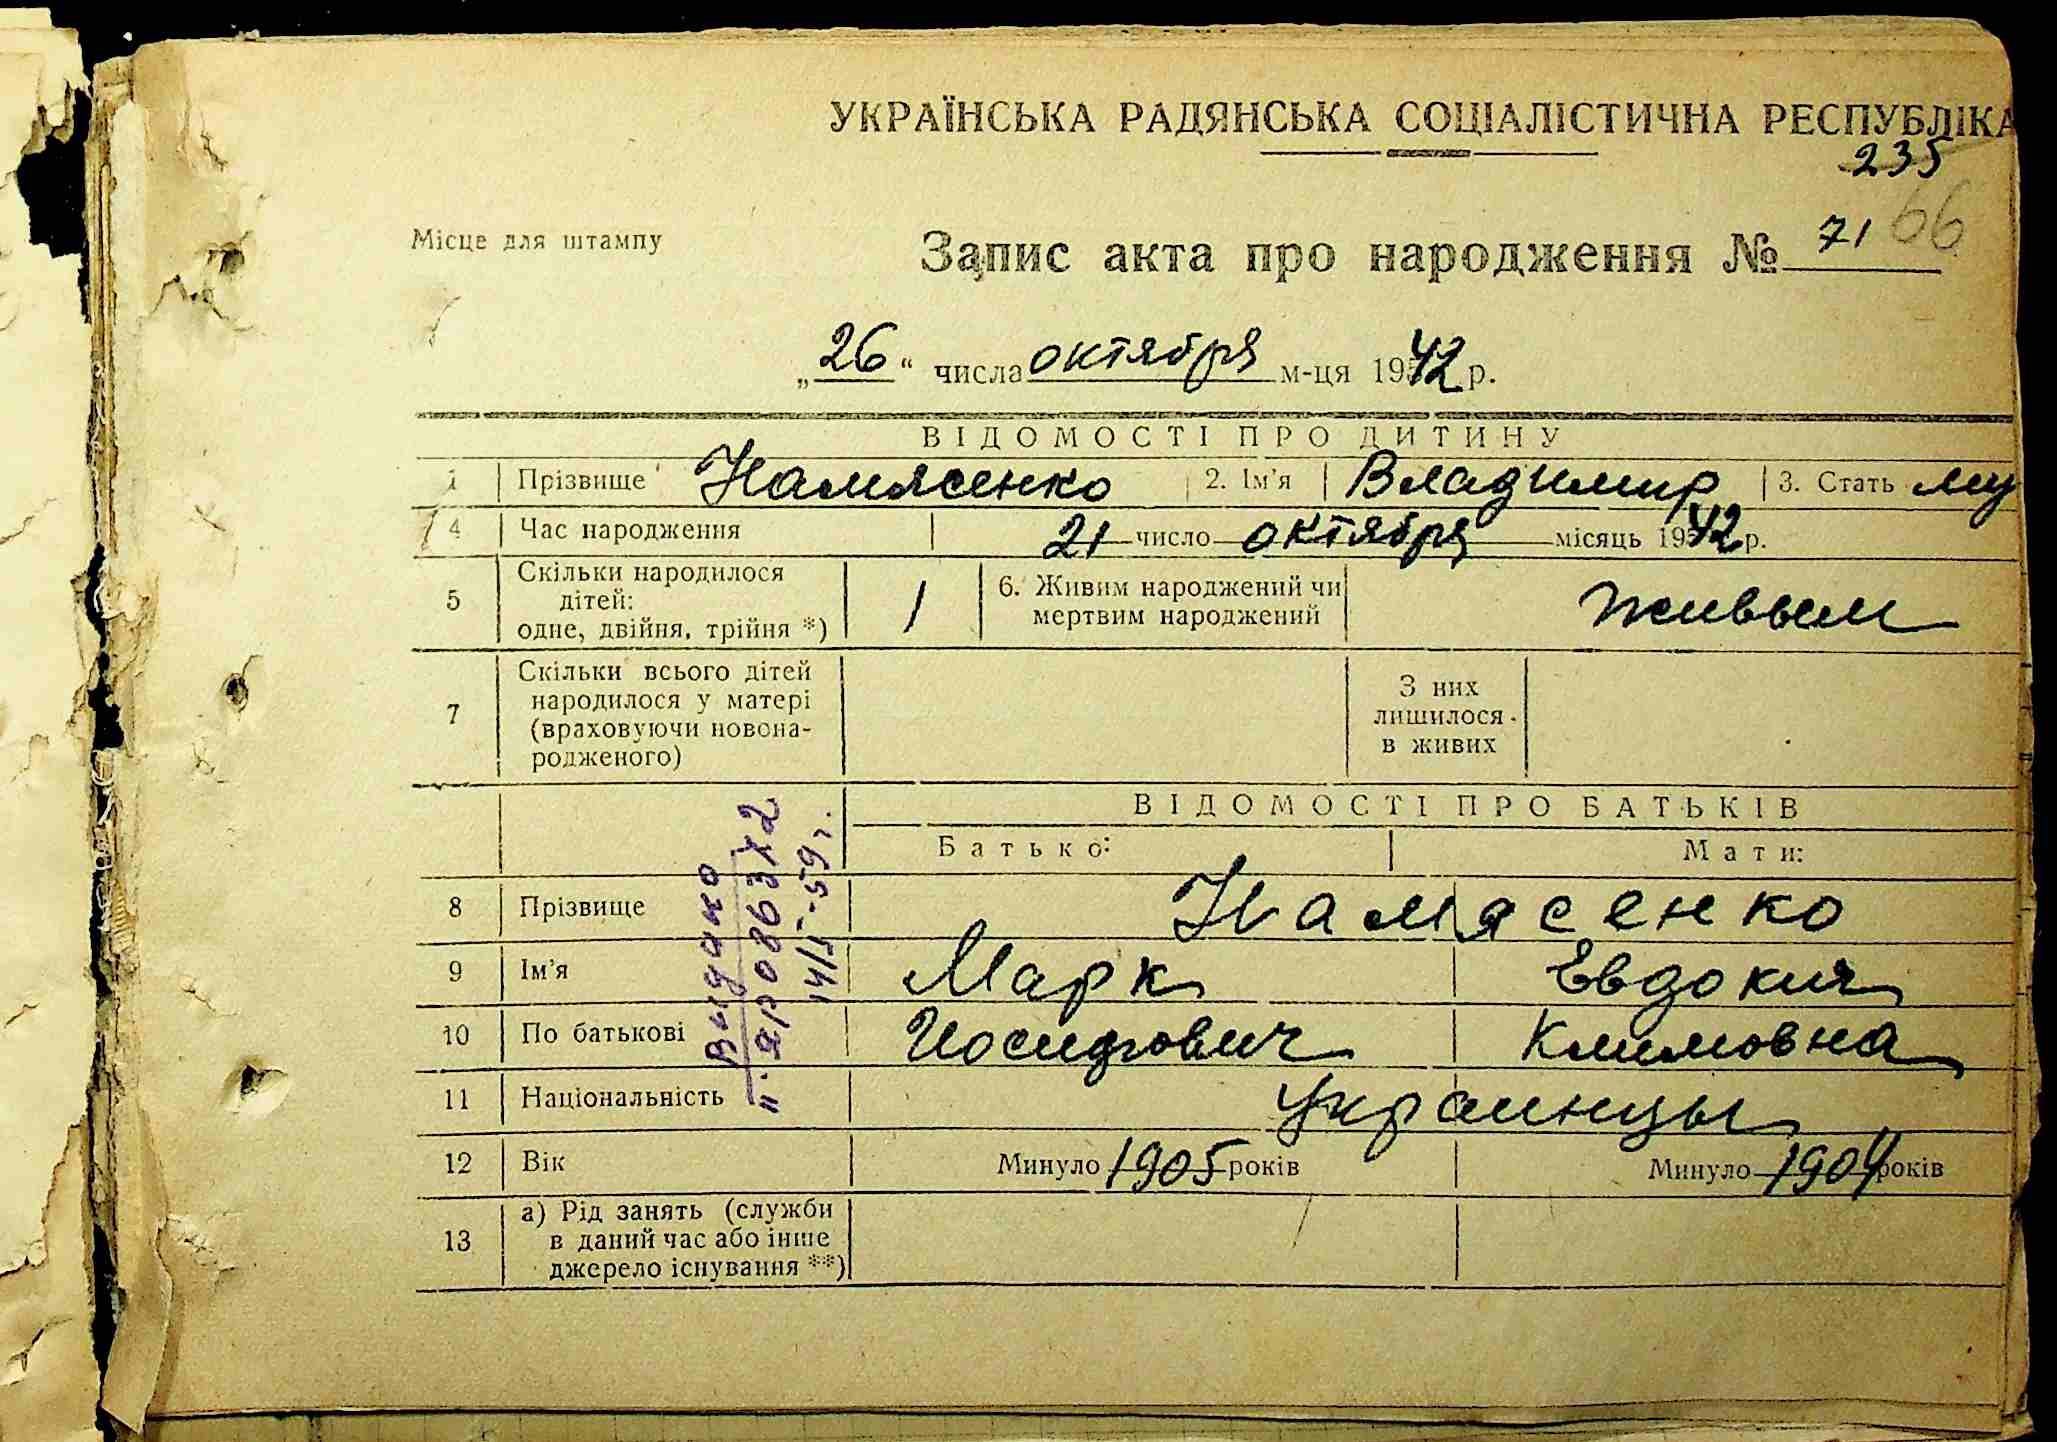 УКРАЇНСЬКА РАДЯНСЬКА СОЦІАЛІСТИЧНА РЕСПУБЛІКА
235
Місце для штампу
Запис акта про народження № 71 66
„26“ числа октября м-ця 1942 р.
ВІДОМОСТІ ПРО ДИТИНУ
1 Прізвище Намясенко 2. Ім'я Владимир 3. Стать му
4 Час народження 21 число октября місяць 1942 р.
5 Скільки народилося дітей: одне, двійня, трійня *) 1 6. Живим народжений чи мертвим народжений живым
7 Скільки всього дітей народилося у матері (враховуючи новона-родженого) З них лишилося в живих
ВІДОМОСТІ ПРО БАТЬКІВ
Батько: Мати:
8 Прізвище Намясенко
9 Ім'я Марк Евдокия
10 По батькові Иосифович Климовна
11 Національність Украинцы
12 Вік Минуло 1905 років Минуло 1904 років
13 а) Рід занять (служби в даний час або інше джерело існування **)
Видано